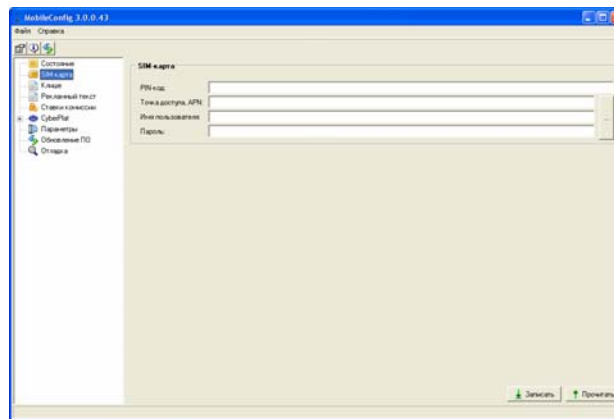 MobileConfig 3.0.0.43
Файл Справка
Состояние
SIM-карта
Клише
Рекламный текст
Ставки комиссии
CyberPlat
Параметры
Обновление ПО
Отладка
SIM-карта
PIN-код:
Точка доступа, APN:
Имя пользователя:
Пароль:
...
Записать
Прочитать